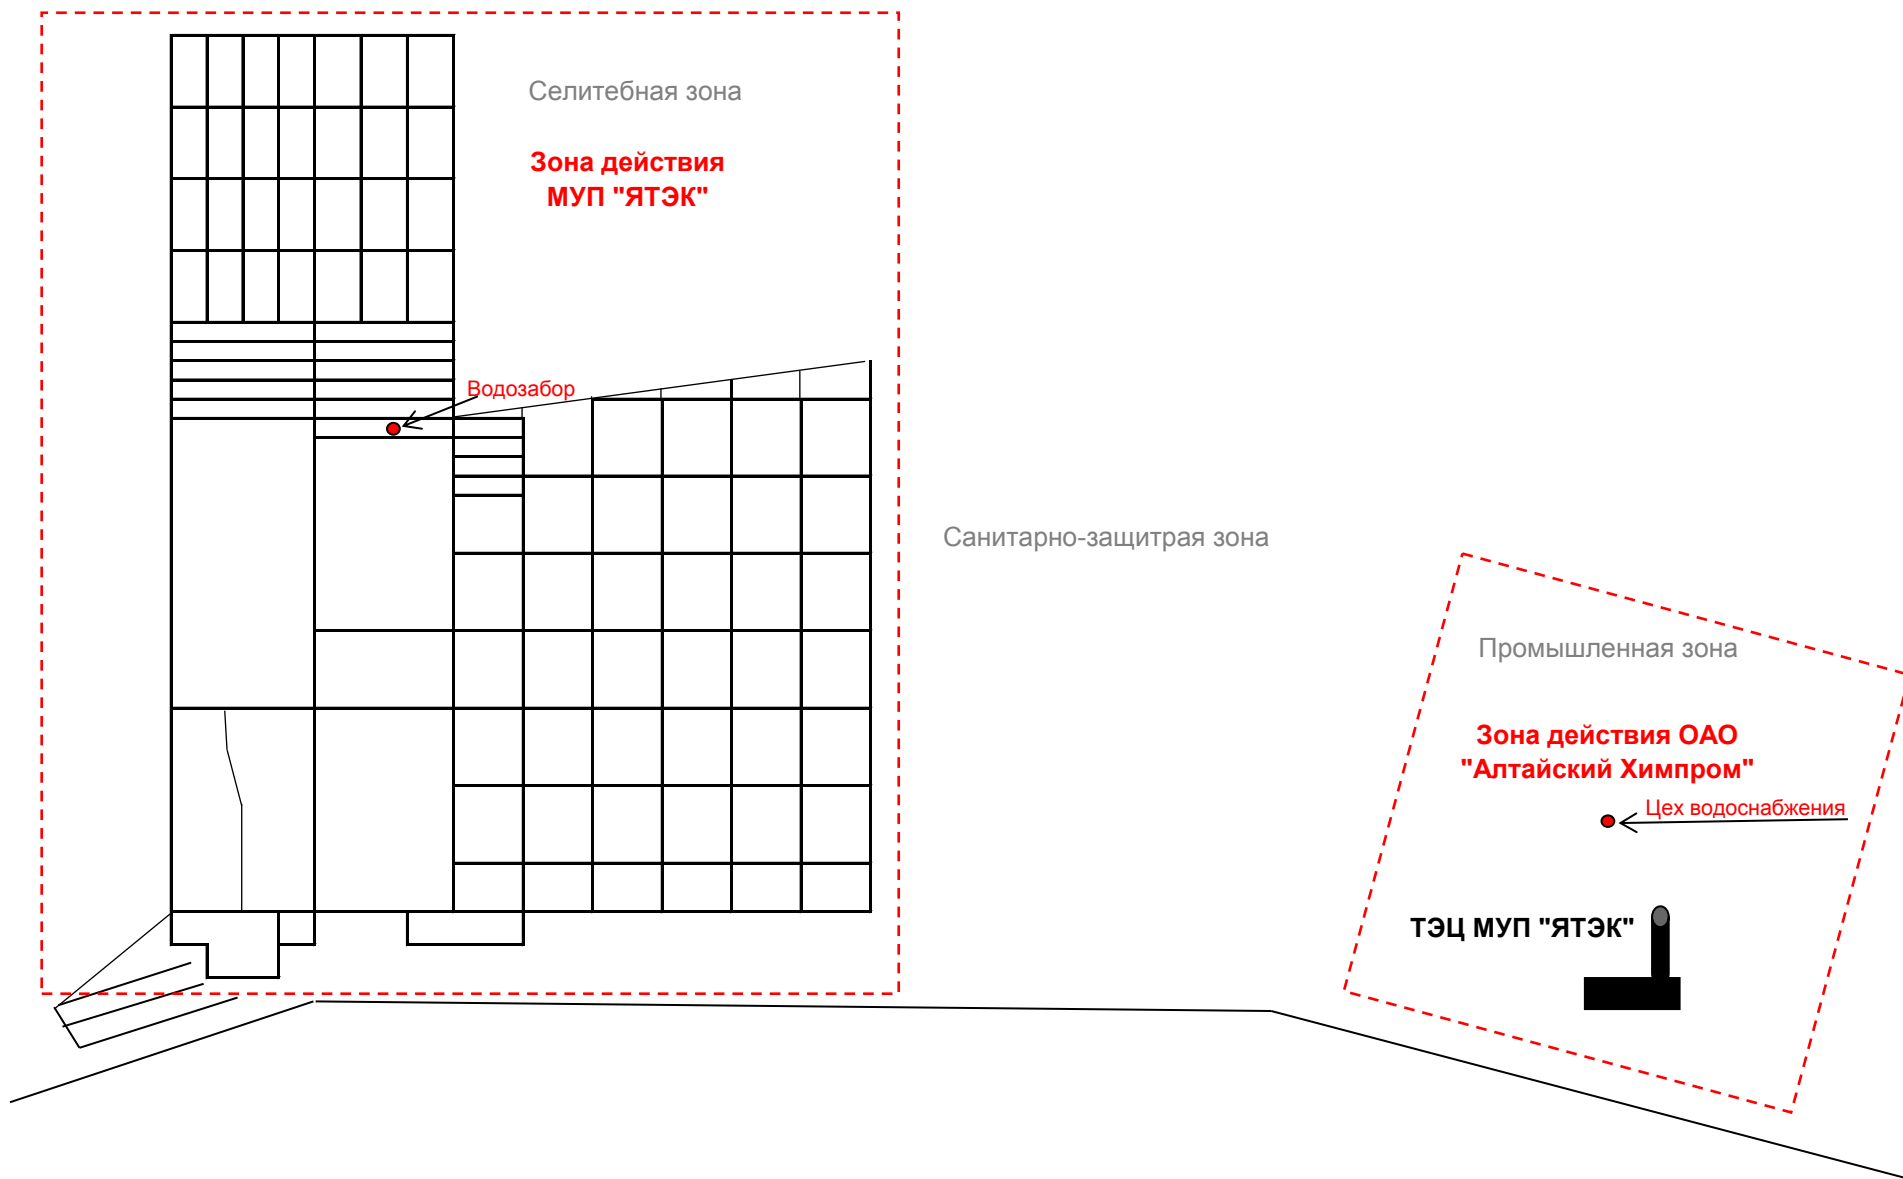 Селитебная зона
Зона действия
МУП "ЯТЭК"
Водозабор
Санитарно-защитрая зона
Промышленная зона
Зона действия ОАО
"Алтайский Химпром"
Цех водоснабжения
ТЭЦ МУП "ЯТЭК"